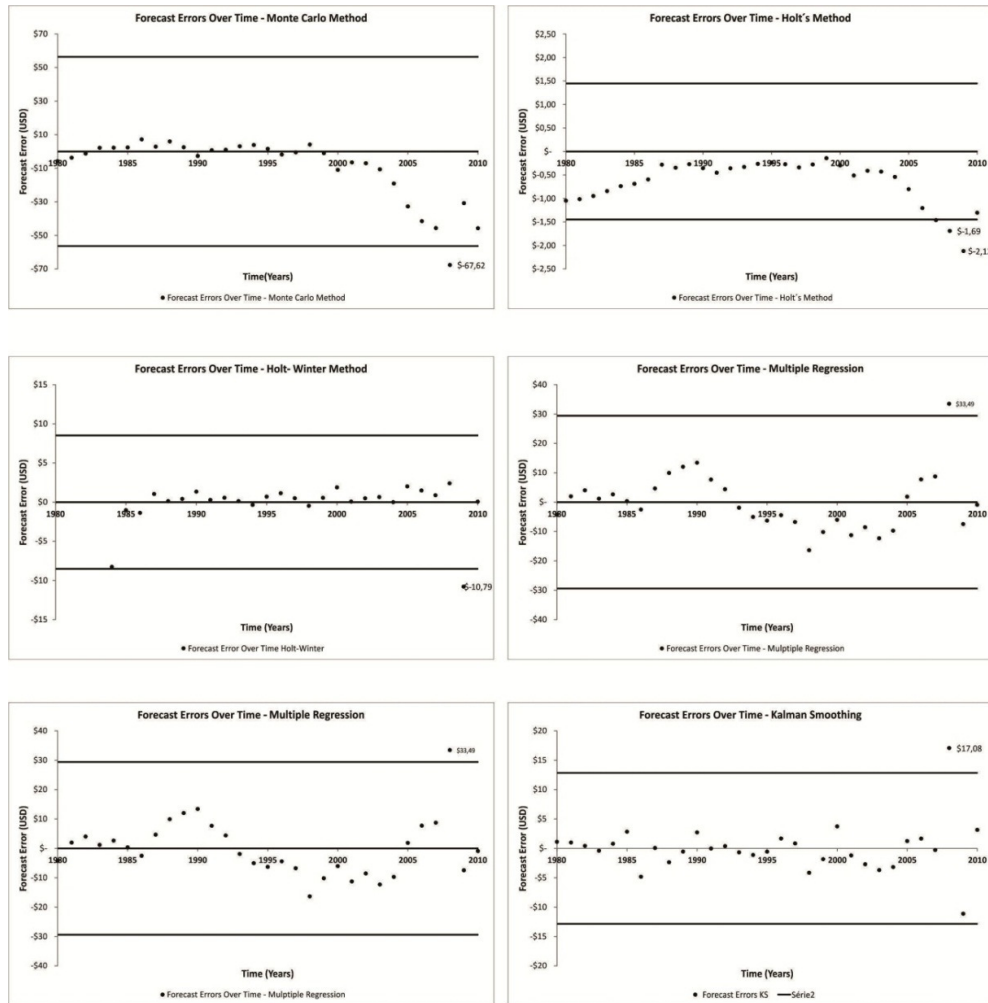 Forecast Errors Over Time - Monte Carlo Method
$70
$50
$30
$10
-$10
-$30
-$50
-$70
Forecast Error (USD)
1980 1985 1990 1995 2000 2005 2010
$-67,62
Time(Years)
Forecast Errors Over Time - Monte Carlo Method
Forecast Errors Over Time - Holt´s Method
$2,50
$2,00
$1,50
$1,00
$0,50
$-
$-0,50
$-1,00
$-1,50
$-2,00
$-2,50
Forecast Error (USD)
1980 1985 1990 1995 2000 2005 2010
$-1,69
Time(Years)
Forecast Errors Over Time - Holt´s Method
Forecast Errors Over Time - Holt- Winter Method
$15
$10
$5
$0
-$5
-$10
-$15
Forecast Error (USD)
1980 1985 1990 1995 2000 2005 2010
$-10,79
Time (Years)
Forecast Error Over Time Holt-Winter
Forecast Errors Over Time - Multiple Regression
$40
$30
$20
$10
$-
-$10
-$20
-$30
-$40
Forecast Error (USD)
$33,49
1980 1985 1990 1995 2000 2005 2010
Time (Years)
Forecast Errors Over Time - Mulptiple Regression
Forecast Errors Over Time - Multiple Regression
$40
$30
$20
$10
$-
-$10
-$20
-$30
-$40
Forecast Error (USD)
$33,49
1980 1985 1990 1995 2000 2005 2010
Time (Years)
Forecast Errors Over Time - Mulptiple Regression
Forecast Errors Over Time - Kalman Smoothing
$20
$15
$10
$5
$-
-$5
-$10
-$15
-$20
Forecast Error (USD)
$17,08
1980 1985 1990 1995 2000 2005 2010
Time (Years)
Forecast Errors KS Série2